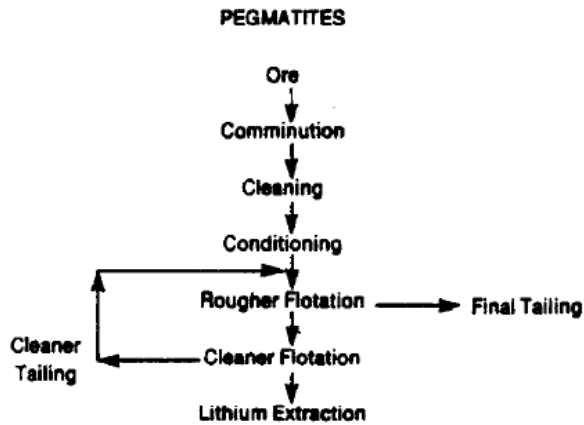 PEGMATITES
Ore
Comminution
Cleaning
Conditioning
Rougher Flotation
Final Tailing
Cleaner
Tailing
Cleaner Flotation
Lithium Extraction